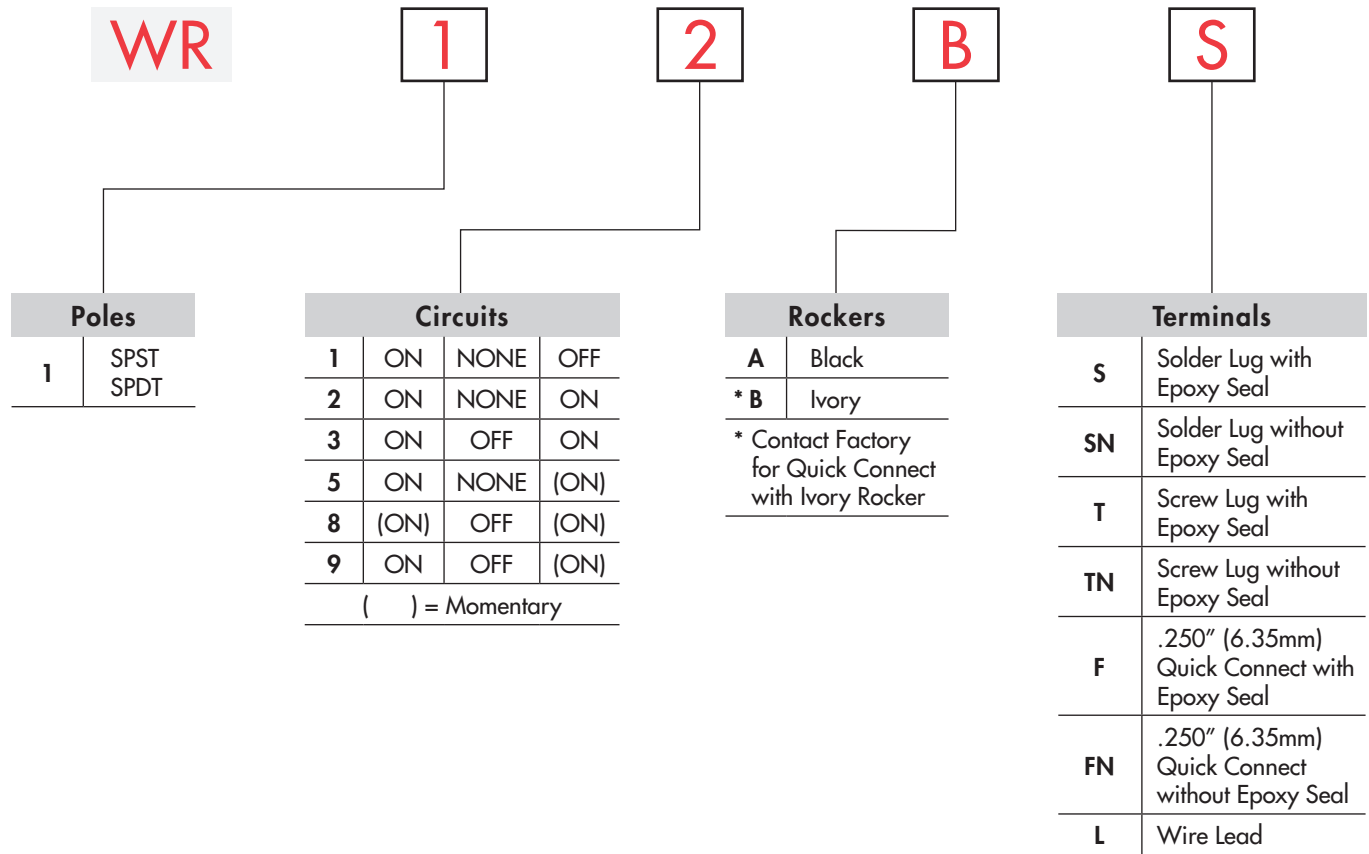 WR 1 2 B S
Poles
1 SPST
SPDT
Circuits
1 ON NONE OFF
2 ON NONE ON
3 ON OFF ON
5 ON NONE (ON)
8 (ON) OFF (ON)
9 ON OFF (ON)
( ) = Momentary
Rockers
A Black
* B Ivory
* Contact Factory
for Quick Connect
with Ivory Rocker
Terminals
S Solder Lug with
Epoxy Seal
SN Solder Lug without
Epoxy Seal
T Screw Lug with
Epoxy Seal
TN Screw Lug without
Epoxy Seal
F .250" (6.35mm)
Quick Connect with
Epoxy Seal
FN .250" (6.35mm)
Quick Connect
without Epoxy Seal
L Wire Lead